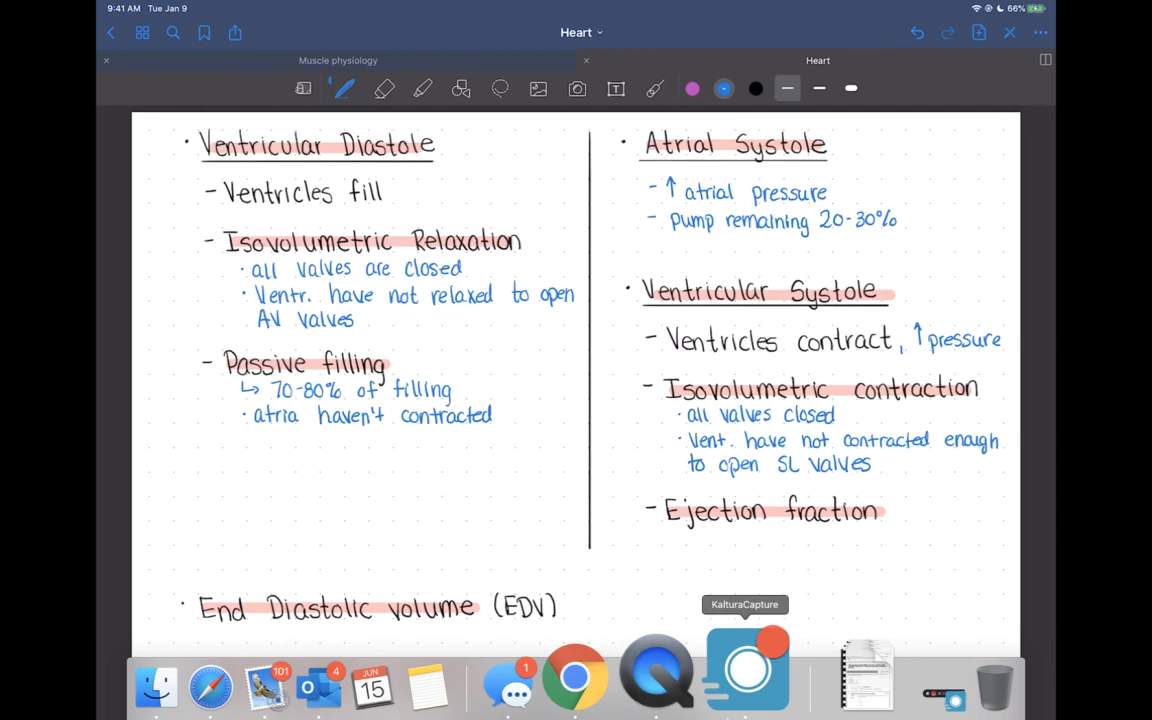 9:41 AM Tue Jan 9
66%
Heart
Muscle physiology
Heart
T
· Ventricular Diastole
- Ventricles fill
- Isovolumetric Relaxation
· all valves are closed
· Ventr. have not relaxed to open
AV valves
- Passive filling
↳ 70-80% of filling
· atria haven't contracted
· End Diastolic volume (EDV)
· Atrial Systole
- ↑ atrial pressure
- pump remaining 20-30%
· Ventricular Systole
- Ventricles contract, ↑ pressure
- Isovolumetric contraction
· all valves closed
· Vent. have not contracted enough
to open SL valves
- Ejection fraction
KalturaCapture
101
4
JUN
15
1